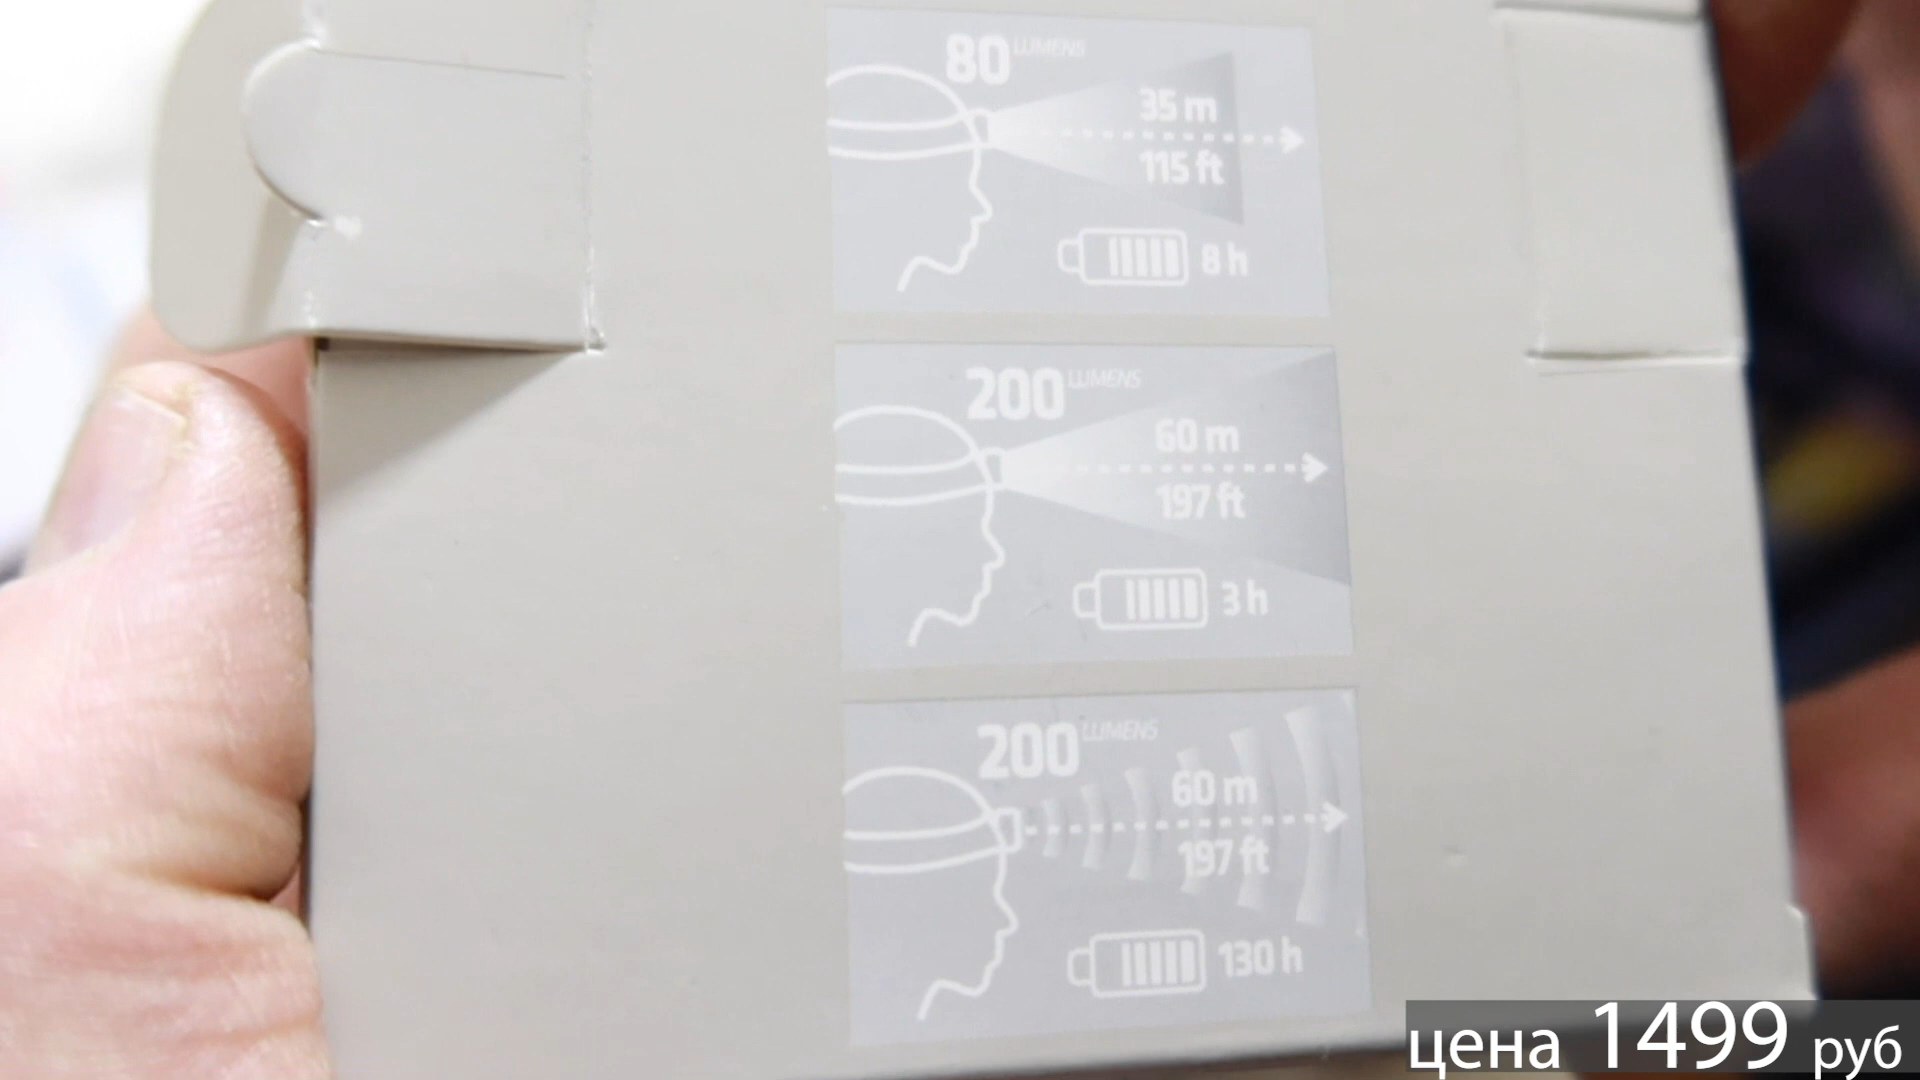 80 LUMENS
35 m
115 ft
8 h
200 LUMENS
60 m
197 ft
3 h
200 LUMENS
60 m
197 ft
130 h
цена 1499 руб